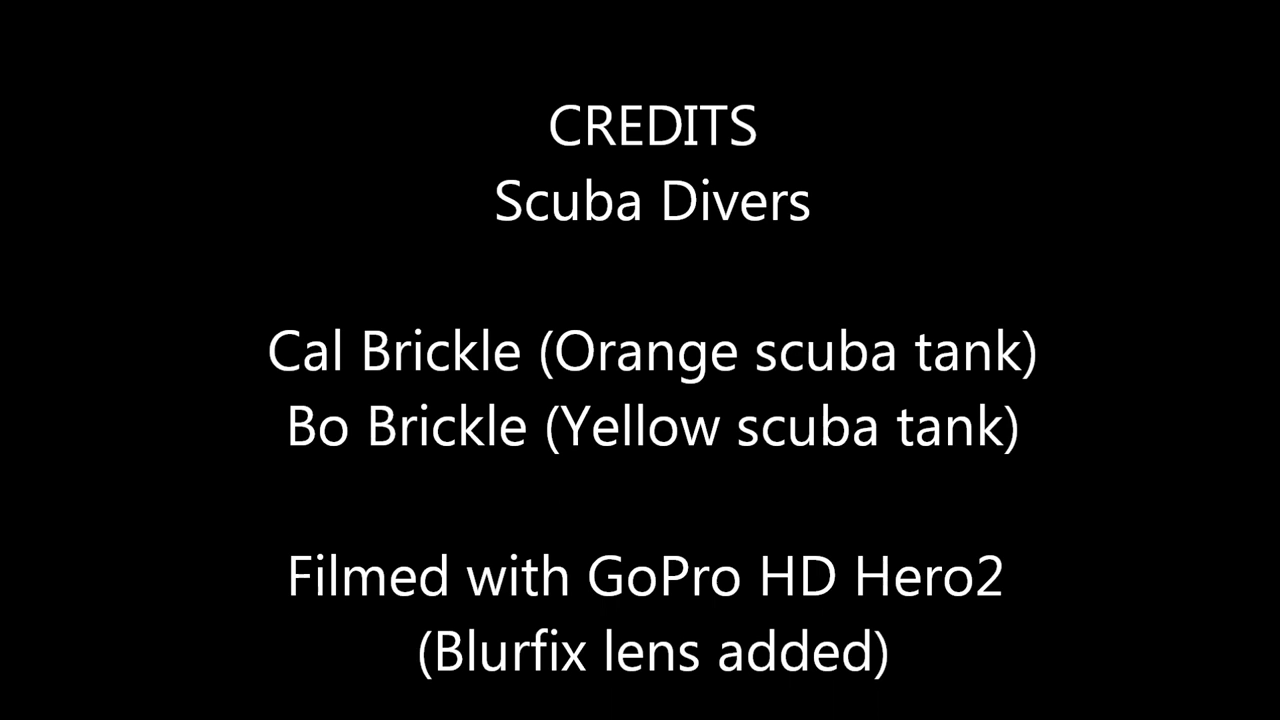 CREDITS
Scuba Divers
Cal Brickle (Orange scuba tank)
Bo Brickle (Yellow scuba tank)
Filmed with GoPro HD Hero2
(Blurfix lens added)